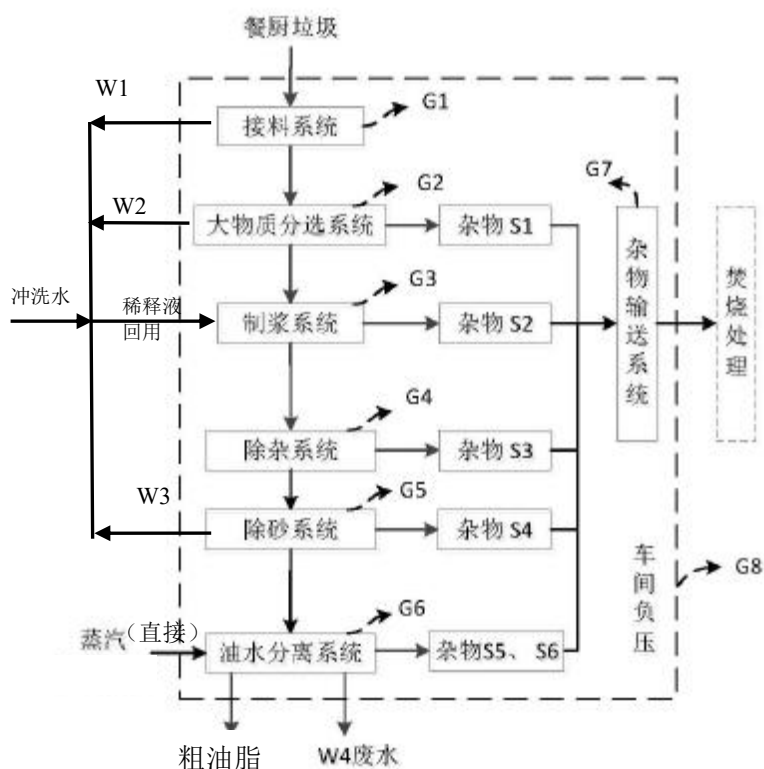 餐厨垃圾
W1
G1
接料系统
G2
G7
W2
大物质分选系统
杂物 S1
杂物输送系统
焚烧处理
G3
冲洗水
稀释液
回用
制浆系统
杂物 S2
G4
除杂系统
杂物 S3
W3
G5
除砂系统
杂物 S4
车间负压
G8
G6
蒸汽（直接）
油水分离系统
杂物S5、 S6
粗油脂
W4废水